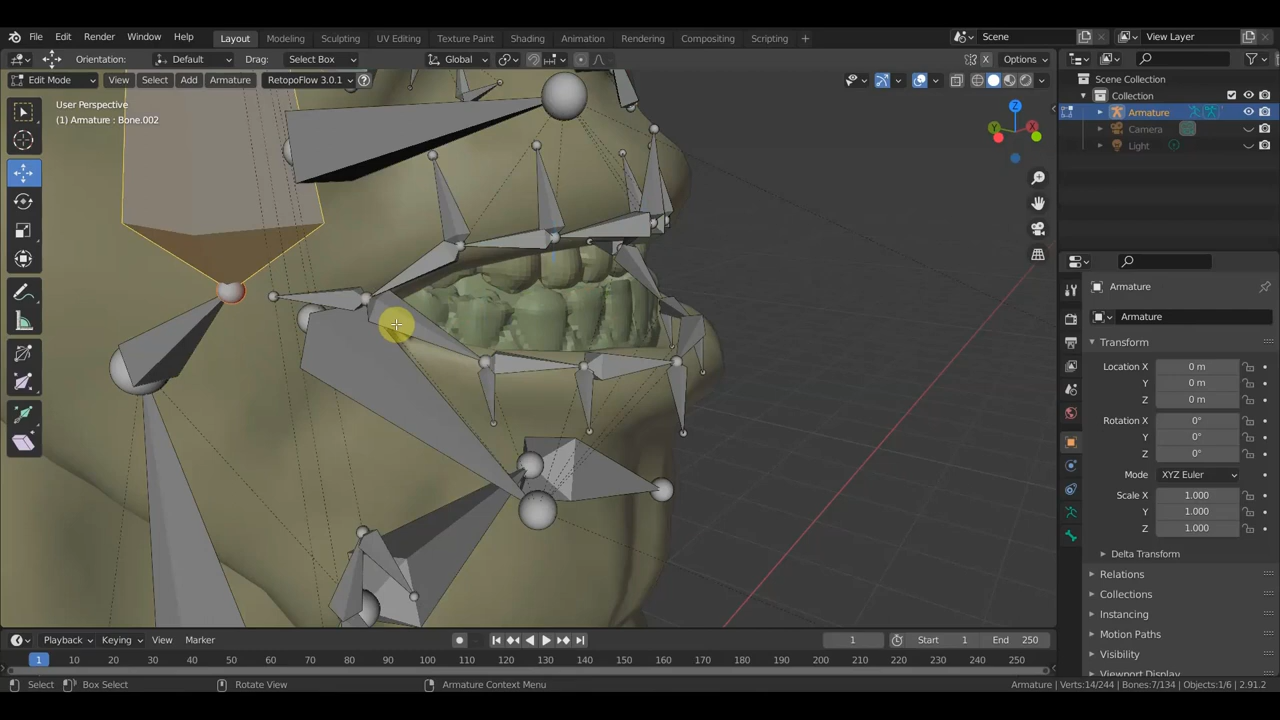 File Edit Render Window Help Layout Modeling Sculpting UV Editing Texture Paint Shading Animation Rendering Compositing Scripting + Scene View Layer
Orientation: Default Drag: Select Box Global Options
Edit Mode View Select Add Armature RetopoFlow 3.0.1
User Perspective
(1) Armature : Bone.002
Z
Y X
Scene Collection
Collection
Armature
Camera
Light
Armature
Armature
Transform
Location X 0 m
Y 0 m
Z 0 m
Rotation X 0°
Y 0°
Z 0°
Mode XYZ Euler
Scale X 1.000
Y 1.000
Z 1.000
Delta Transform
Relations
Collections
Instancing
Motion Paths
Visibility
Viewport Display
Playback Keying View Marker 1 Start 1 End 250
1 10 20 30 40 50 60 70 80 90 100 110 120 130 140 150 160 170 180 190 200 210 220 230 240 250
Select Box Select Rotate View Armature Context Menu Armature | Verts:14/244 | Bones:7/134 | Objects:1/6 | 2.91.2